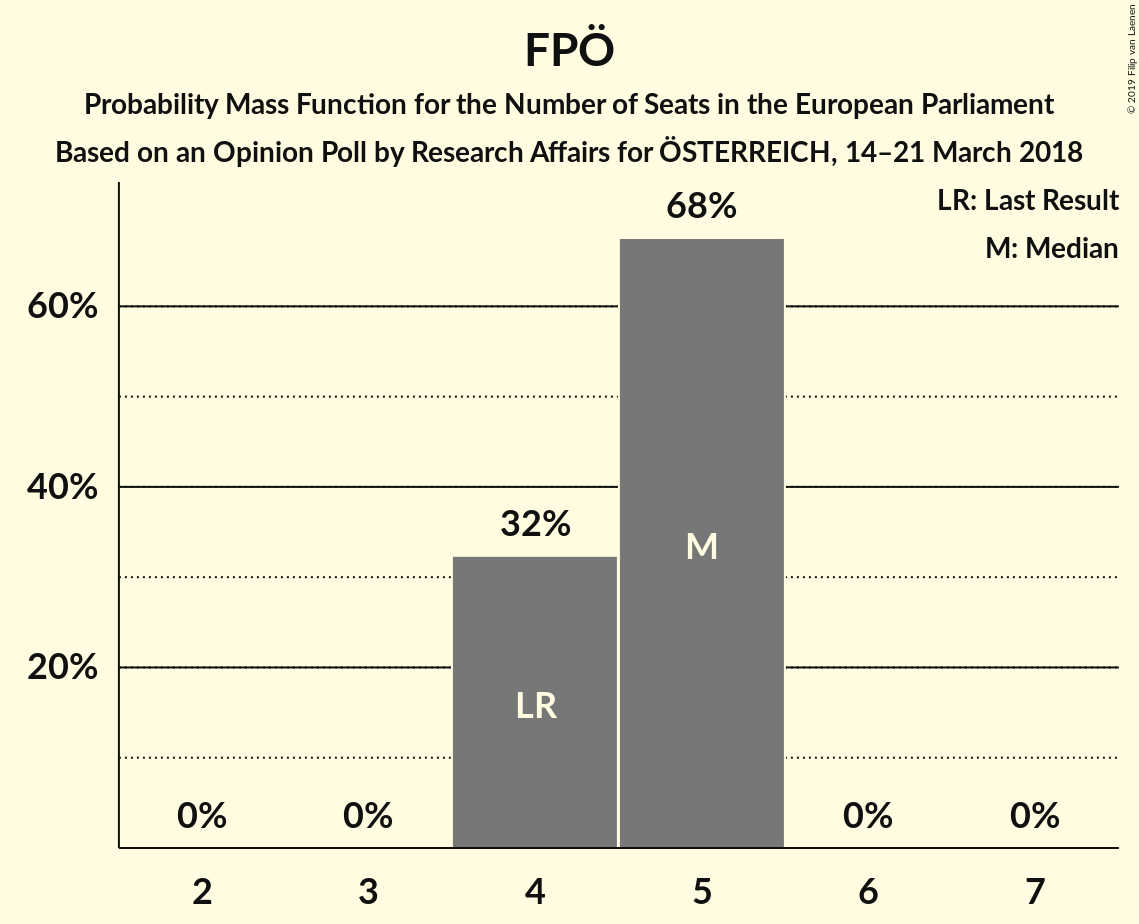 FPÖ
Probability Mass Function for the Number of Seats in the European Parliament
Based on an Opinion Poll by Research Affairs for ÖSTERREICH, 14–21 March 2018
© 2019 Filip van Laenen
LR: Last Result
M: Median
68%
60%
40%
32%
M
20%
LR
0%
0%
0%
0%
2
3
4
5
6
7